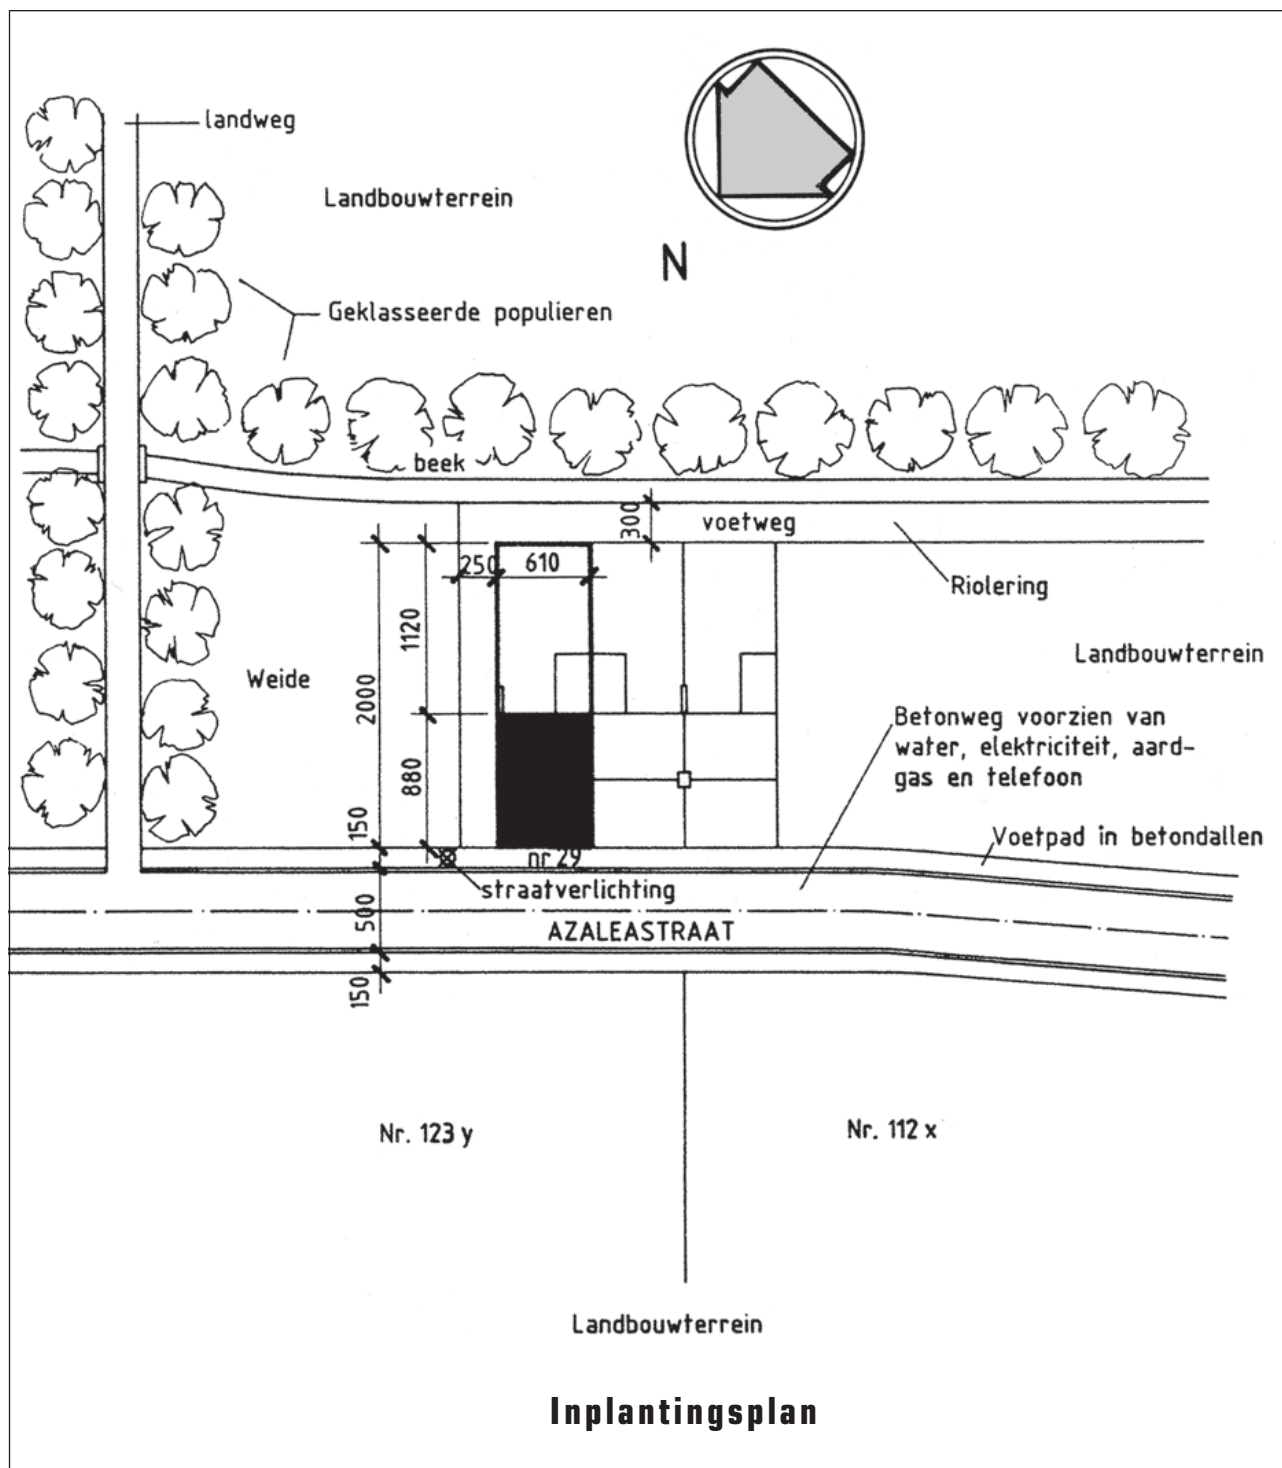 landweg
Landbouwterrein
N
Geklasseerde populieren
beek
300
voetweg
250
610
Riolering
1120
Landbouwterrein
Weide
2000
Betonweg voorzien van
water, elektriciteit, aard-
gas en telefoon
880
150
Voetpad in betondallen
nr 29
straatverlichting
500
AZALEASTRAAT
150
Nr. 123 y
Nr. 112 x
Landbouwterrein
Inplantingsplan